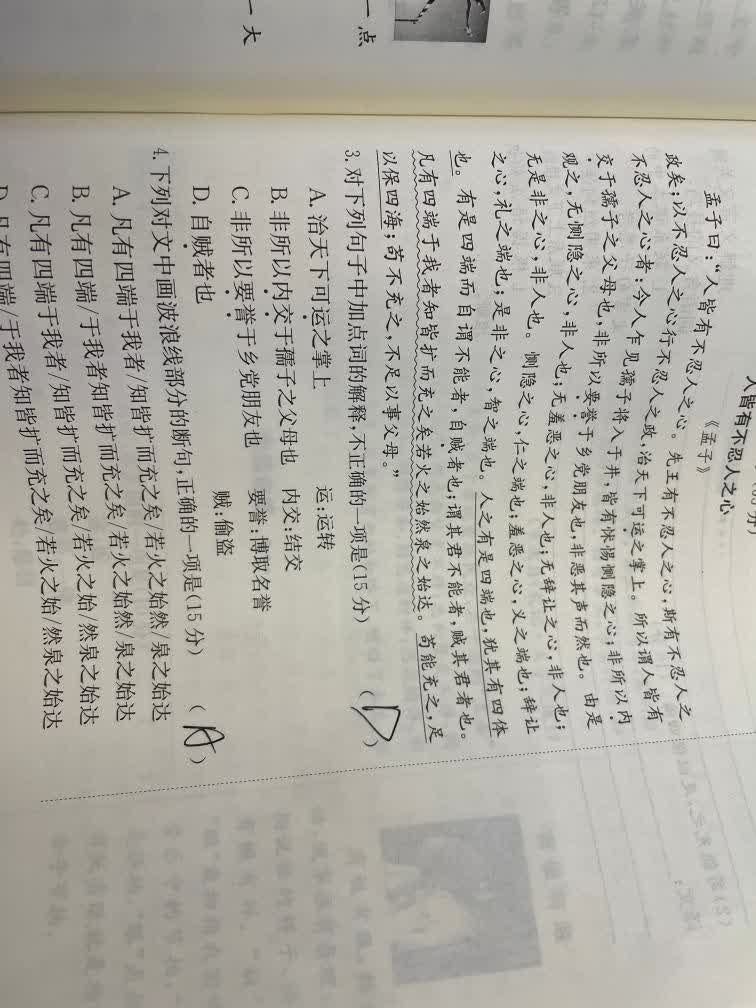 一点
一大
人皆有不忍人之心
《孟子》
孟子曰:“人皆有不忍人之心。先王有不忍人之心,斯有不忍人之
政矣;以不忍人之心行不忍人之政,治天下可运之掌上。所以谓人皆有
不忍人之心者:今人乍见孺子将入于井,皆有怵惕恻隐之心;非所以内
交于孺子之父母也,非所以要誉于乡党朋友也,非恶其声而然也。由是
观之,无恻隐之心,非人也;无羞恶之心,非人也;无辞让之心,非人也;
无是非之心,非人也。恻隐之心,仁之端也;羞恶之心,义之端也;辞让
之心,礼之端也;是非之心,智之端也。人之有是四端也,犹其有四体
也。有是四端而自谓不能者,自贼者也;谓其君不能者,贼其君者也。
凡有四端于我者知皆扩而充之矣若火之始然泉之始达。苟能充之,足
以保四海;苟不充之,不足以事父母。”
3.对下列句子中加点词的解释,不正确的一项是(15分) (D)
A.治天下可运之掌上 运:运转
B.非所以内交于孺子之父母也 内交:结交
C.非所以要誉于乡党朋友也 要誉:博取名誉
D.自贼者也 贼:偷盗
4.下列对文中画波浪线部分的断句,正确的一项是(15分) (A)
A.凡有四端于我者/知皆扩而充之矣/若火之始然/泉之始达
B.凡有四端/于我者知皆扩而充之矣/若火之始然/泉之始达
C.凡有四端于我者/知皆扩而充之矣/若火之始/然泉之始达
D.凡有四端/于我者知皆扩而充之矣/若火之始/然泉之始达